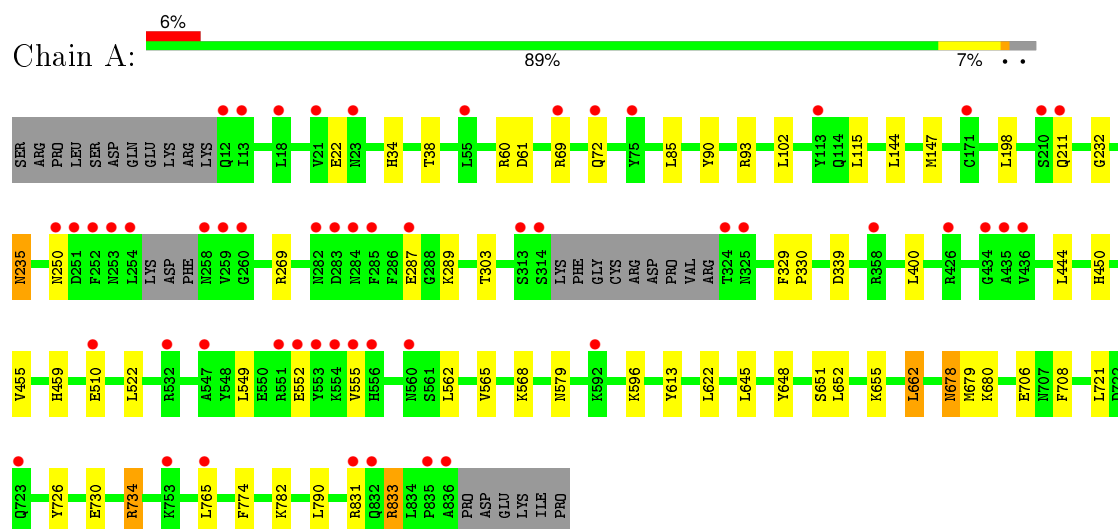 6%
Chain A:
89% 7% • •
SER ARG PRO LEU SER ASP GLN GLU LYS ARG LYS Q12 I13 L18 V21 E22 N23 H34 T38 L55 R60 D61 R69 Q72 Y75 L85 Y90 R93 L102 Y113 Q114 L115 L144 M147 C171 L198 S210 Q211 G232
N235 N250 D251 F252 N253 L254 LYS ASP PHE N258 V259 G260 R269 N282 D283 N284 F285 F286 E287 G288 K289 T303 S313 S314 LYS PHE GLY CYS ARG ASP PRO VAL ARG T324 N325 F329 P330 D339 R358 L400 R426 G434 A435 V436 L444 H450
V455 H459 E510 L522 R532 A547 Y548 L549 E550 R551 E552 Y553 K554 V555 H556 N560 S561 L562 V565 K568 N579 K592 K596 Y613 L622 L645 Y648 S651 L652 K655 L662 N678 M679 K680 E706 N707 F708 L721
Q723 Y726 E730 R734 K753 L765 F774 K782 L790 R831 Q832 R833 L834 P835 A836 PRO ASP GLU LYS ILE PRO